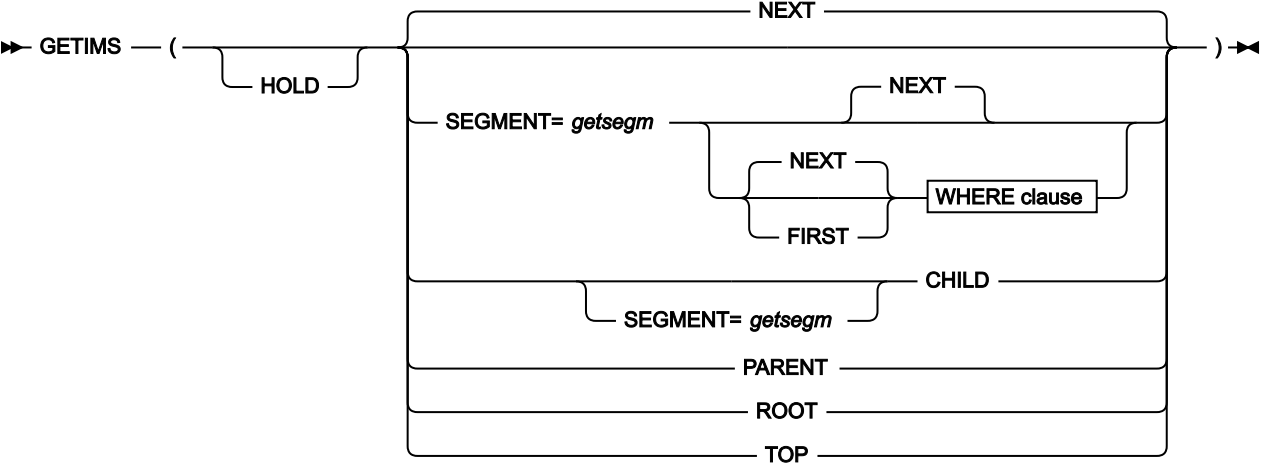 NEXT
GETIMS ( )
HOLD
NEXT
SEGMENT= getsegm
NEXT
WHERE clause
FIRST
CHILD
SEGMENT= getsegm
PARENT
ROOT
TOP